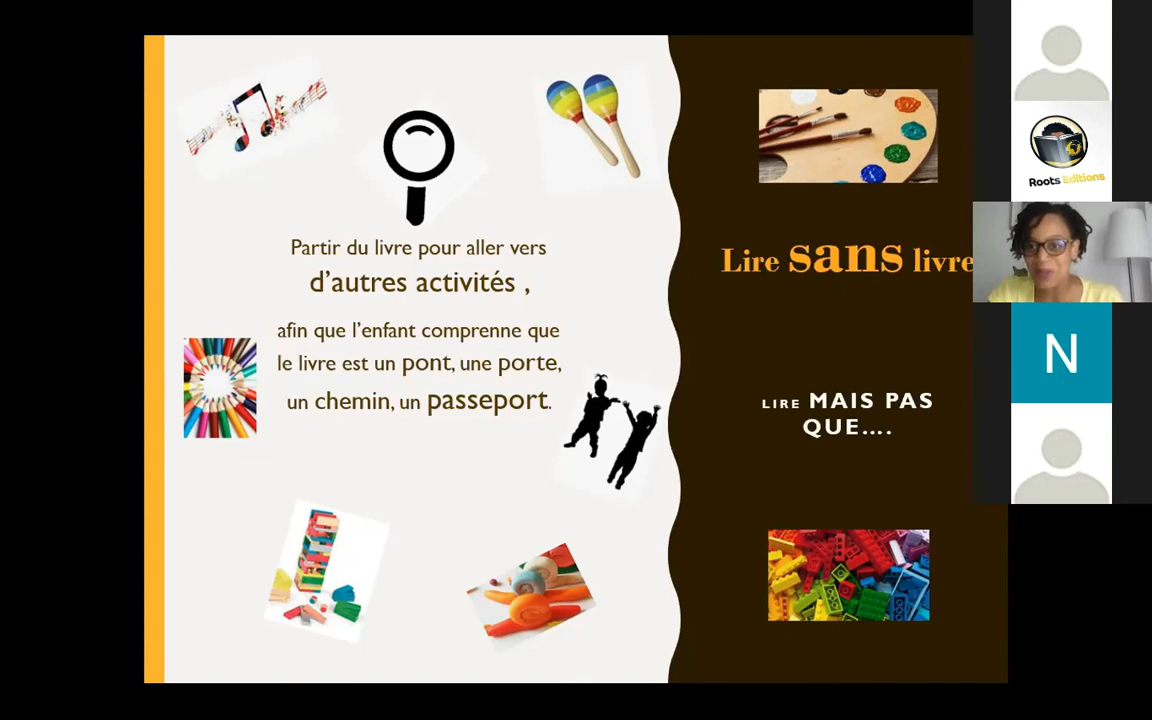 Partir du livre pour aller vers
d'autres activités ,
afin que l'enfant comprenne que
le livre est un pont, une porte,
un chemin, un passeport.
Lire sans livre
LIRE MAIS PAS
QUE....
Roots Editions
N